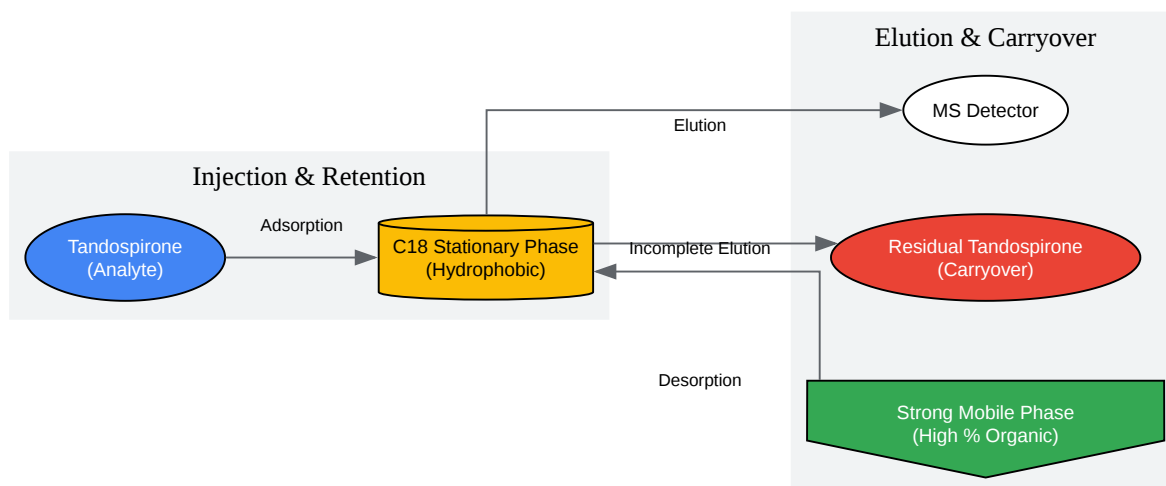 Elution & Carryover
MS Detector
Elution
Injection & Retention
Tandospirone
(Analyte)
Adsorption
C18 Stationary Phase
(Hydrophobic)
Incomplete Elution
Residual Tandospirone
(Carryover)
Desorption
Strong Mobile Phase
(High % Organic)